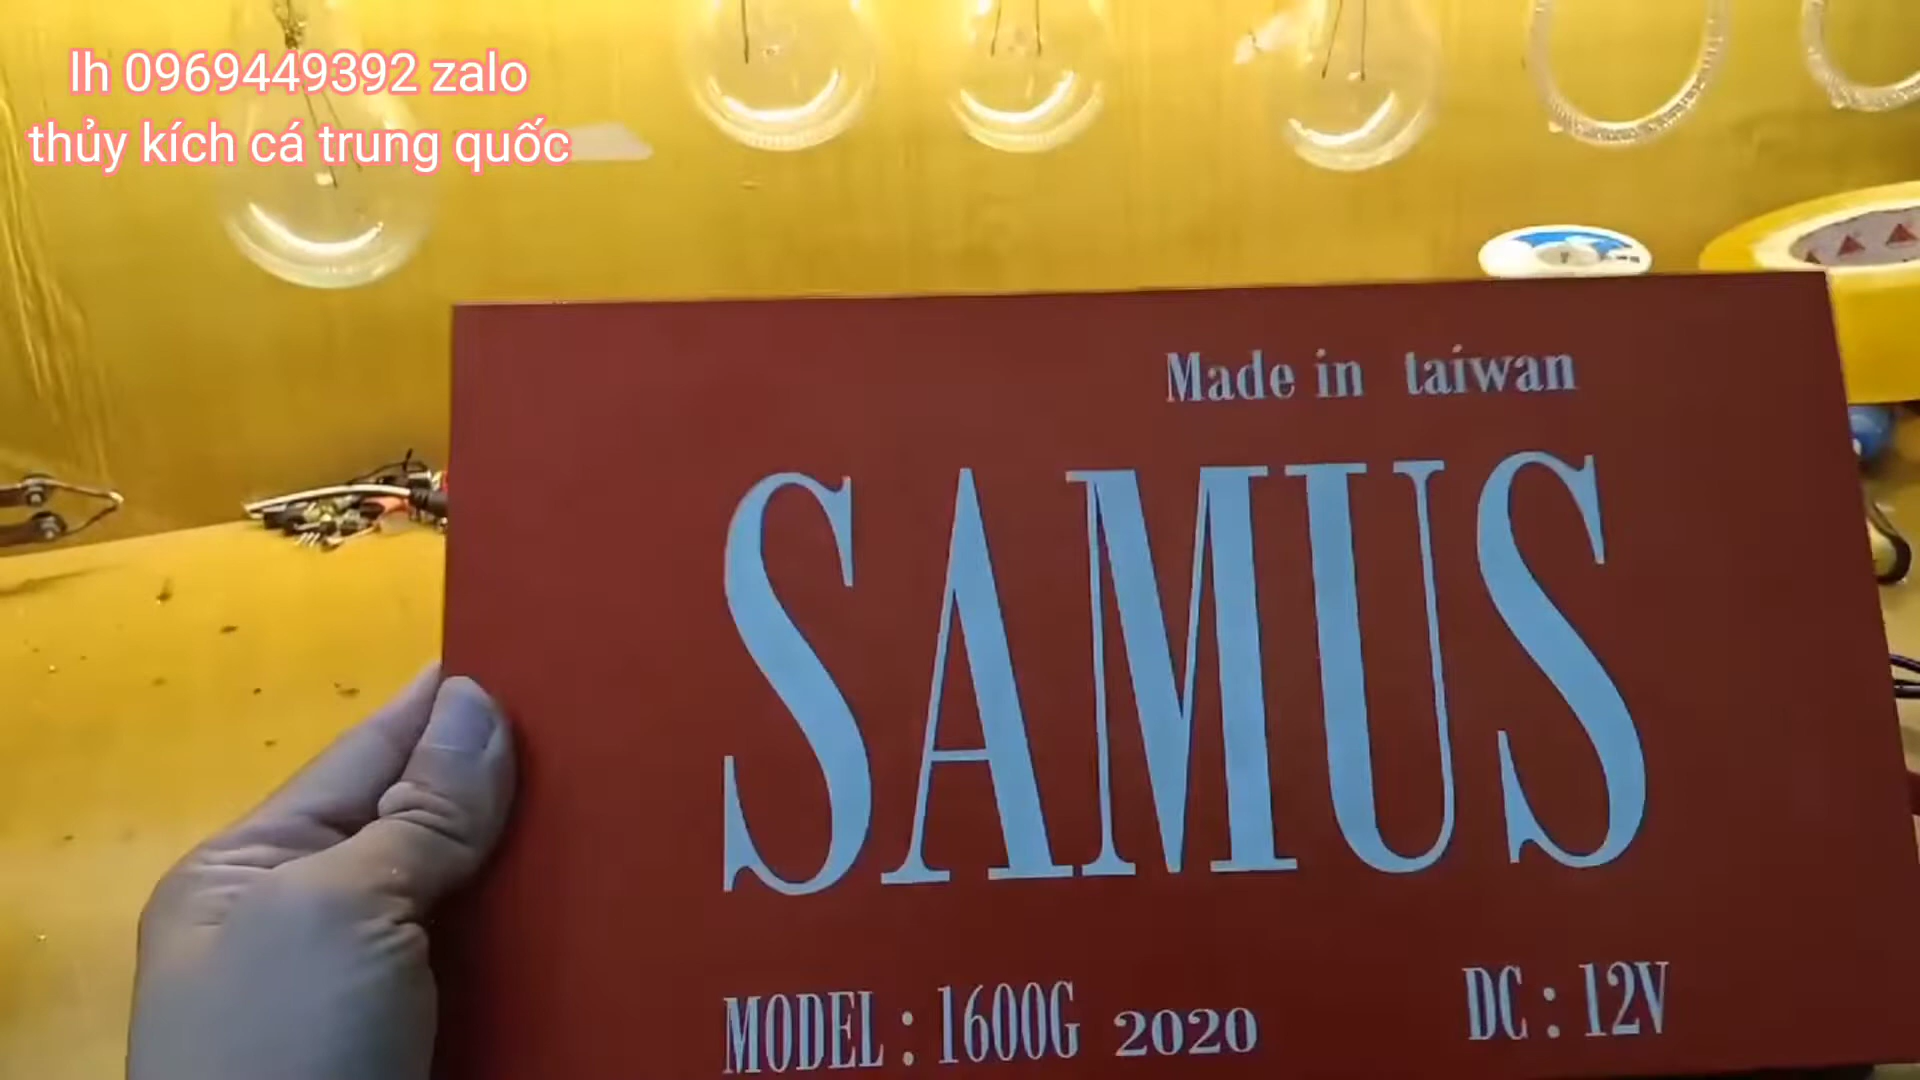 lh 0969449392 zalo
thủy kích cá trung quốc
Made in taiwan
SAMUS
MODEL : 1600G 2020
DC : 12V